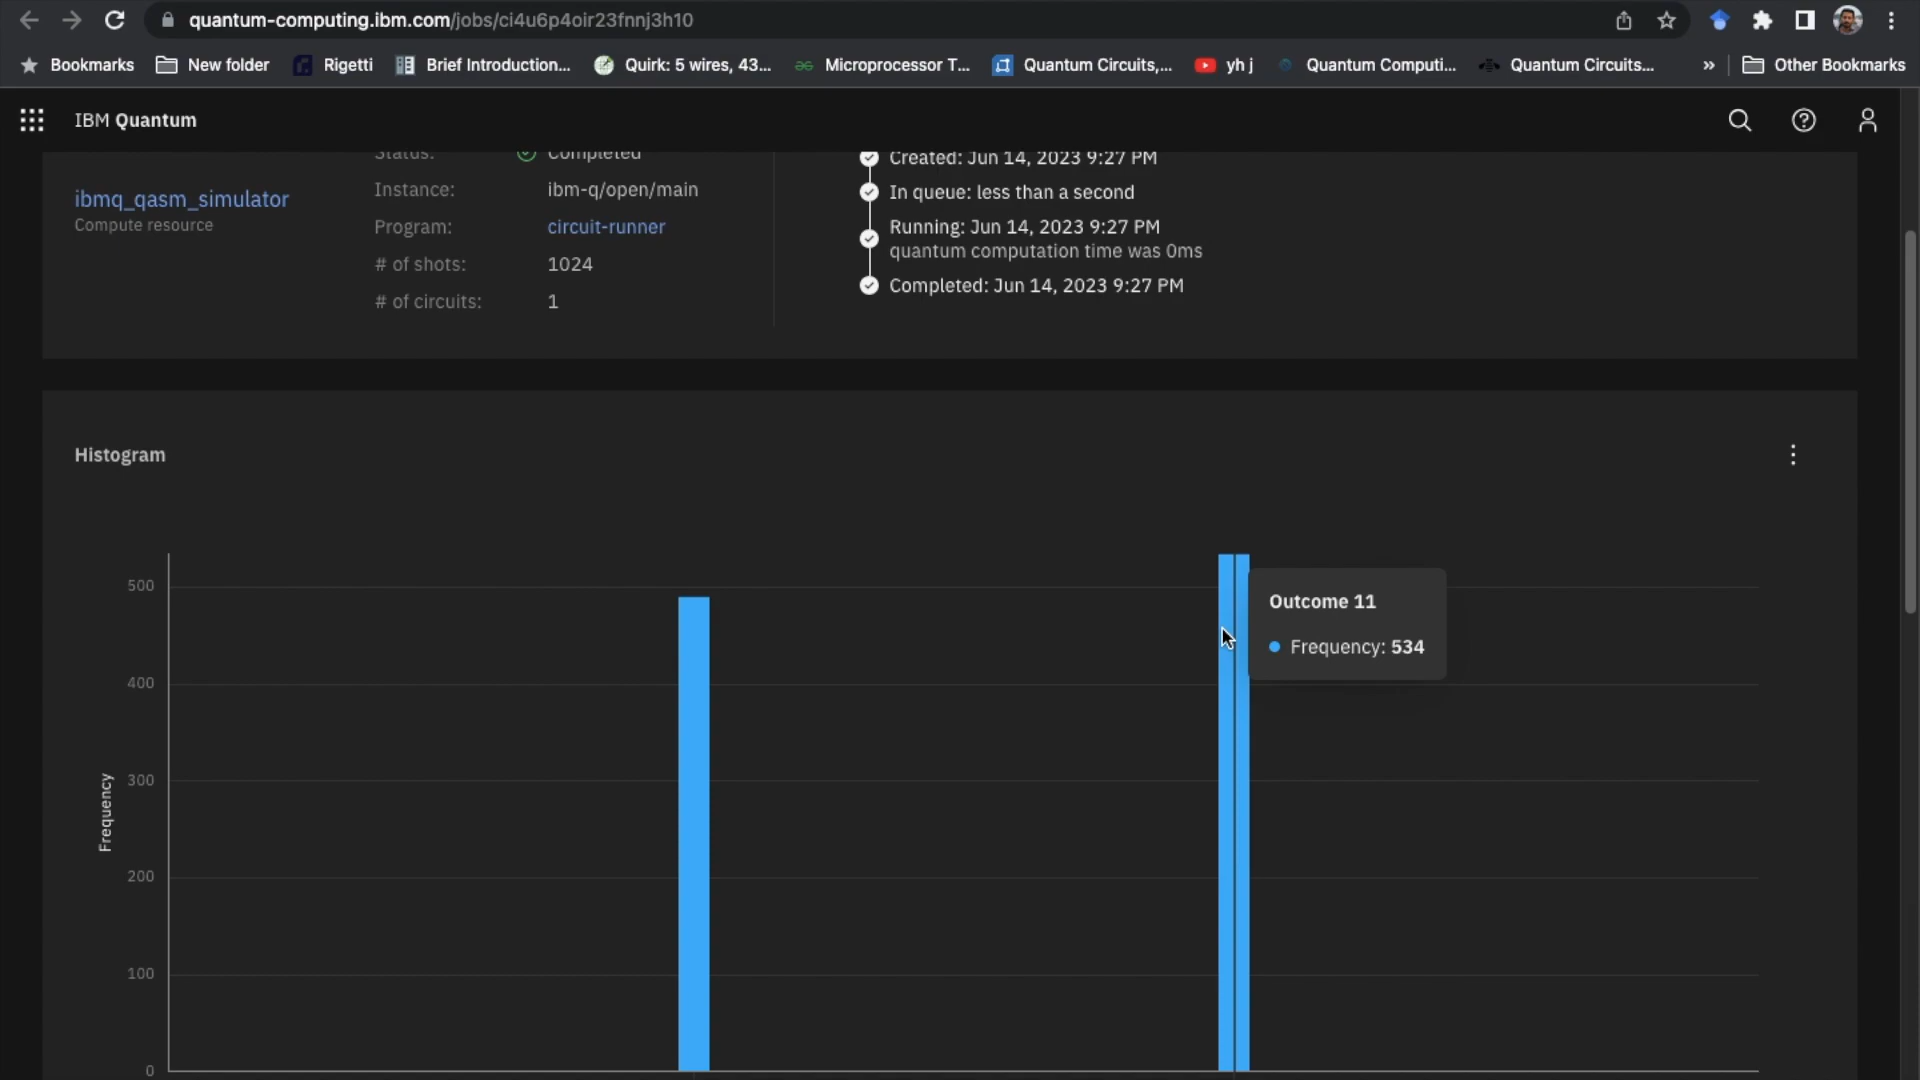 quantum-computing.ibm.com/jobs/ci4u6p4oir23fnnj3h10
Bookmarks New folder Rigetti Brief Introduction... Quirk: 5 wires, 43... Microprocessor T... Quantum Circuits,... yh j Quantum Computi... Quantum Circuits... » Other Bookmarks
IBM Quantum
Status: Completed
Created: Jun 14, 2023 9:27 PM
ibmq_qasm_simulator
Compute resource
Instance: ibm-q/open/main
In queue: less than a second
Program: circuit-runner
Running: Jun 14, 2023 9:27 PM
quantum computation time was 0ms
# of shots: 1024
Completed: Jun 14, 2023 9:27 PM
# of circuits: 1
Histogram
500
Outcome 11
Frequency: 534
400
300
Frequency
200
100
0